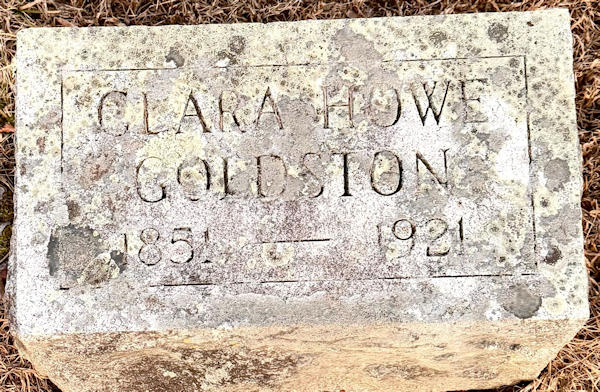 CLARA HOWE
GOLDSTON
1851 — 1921